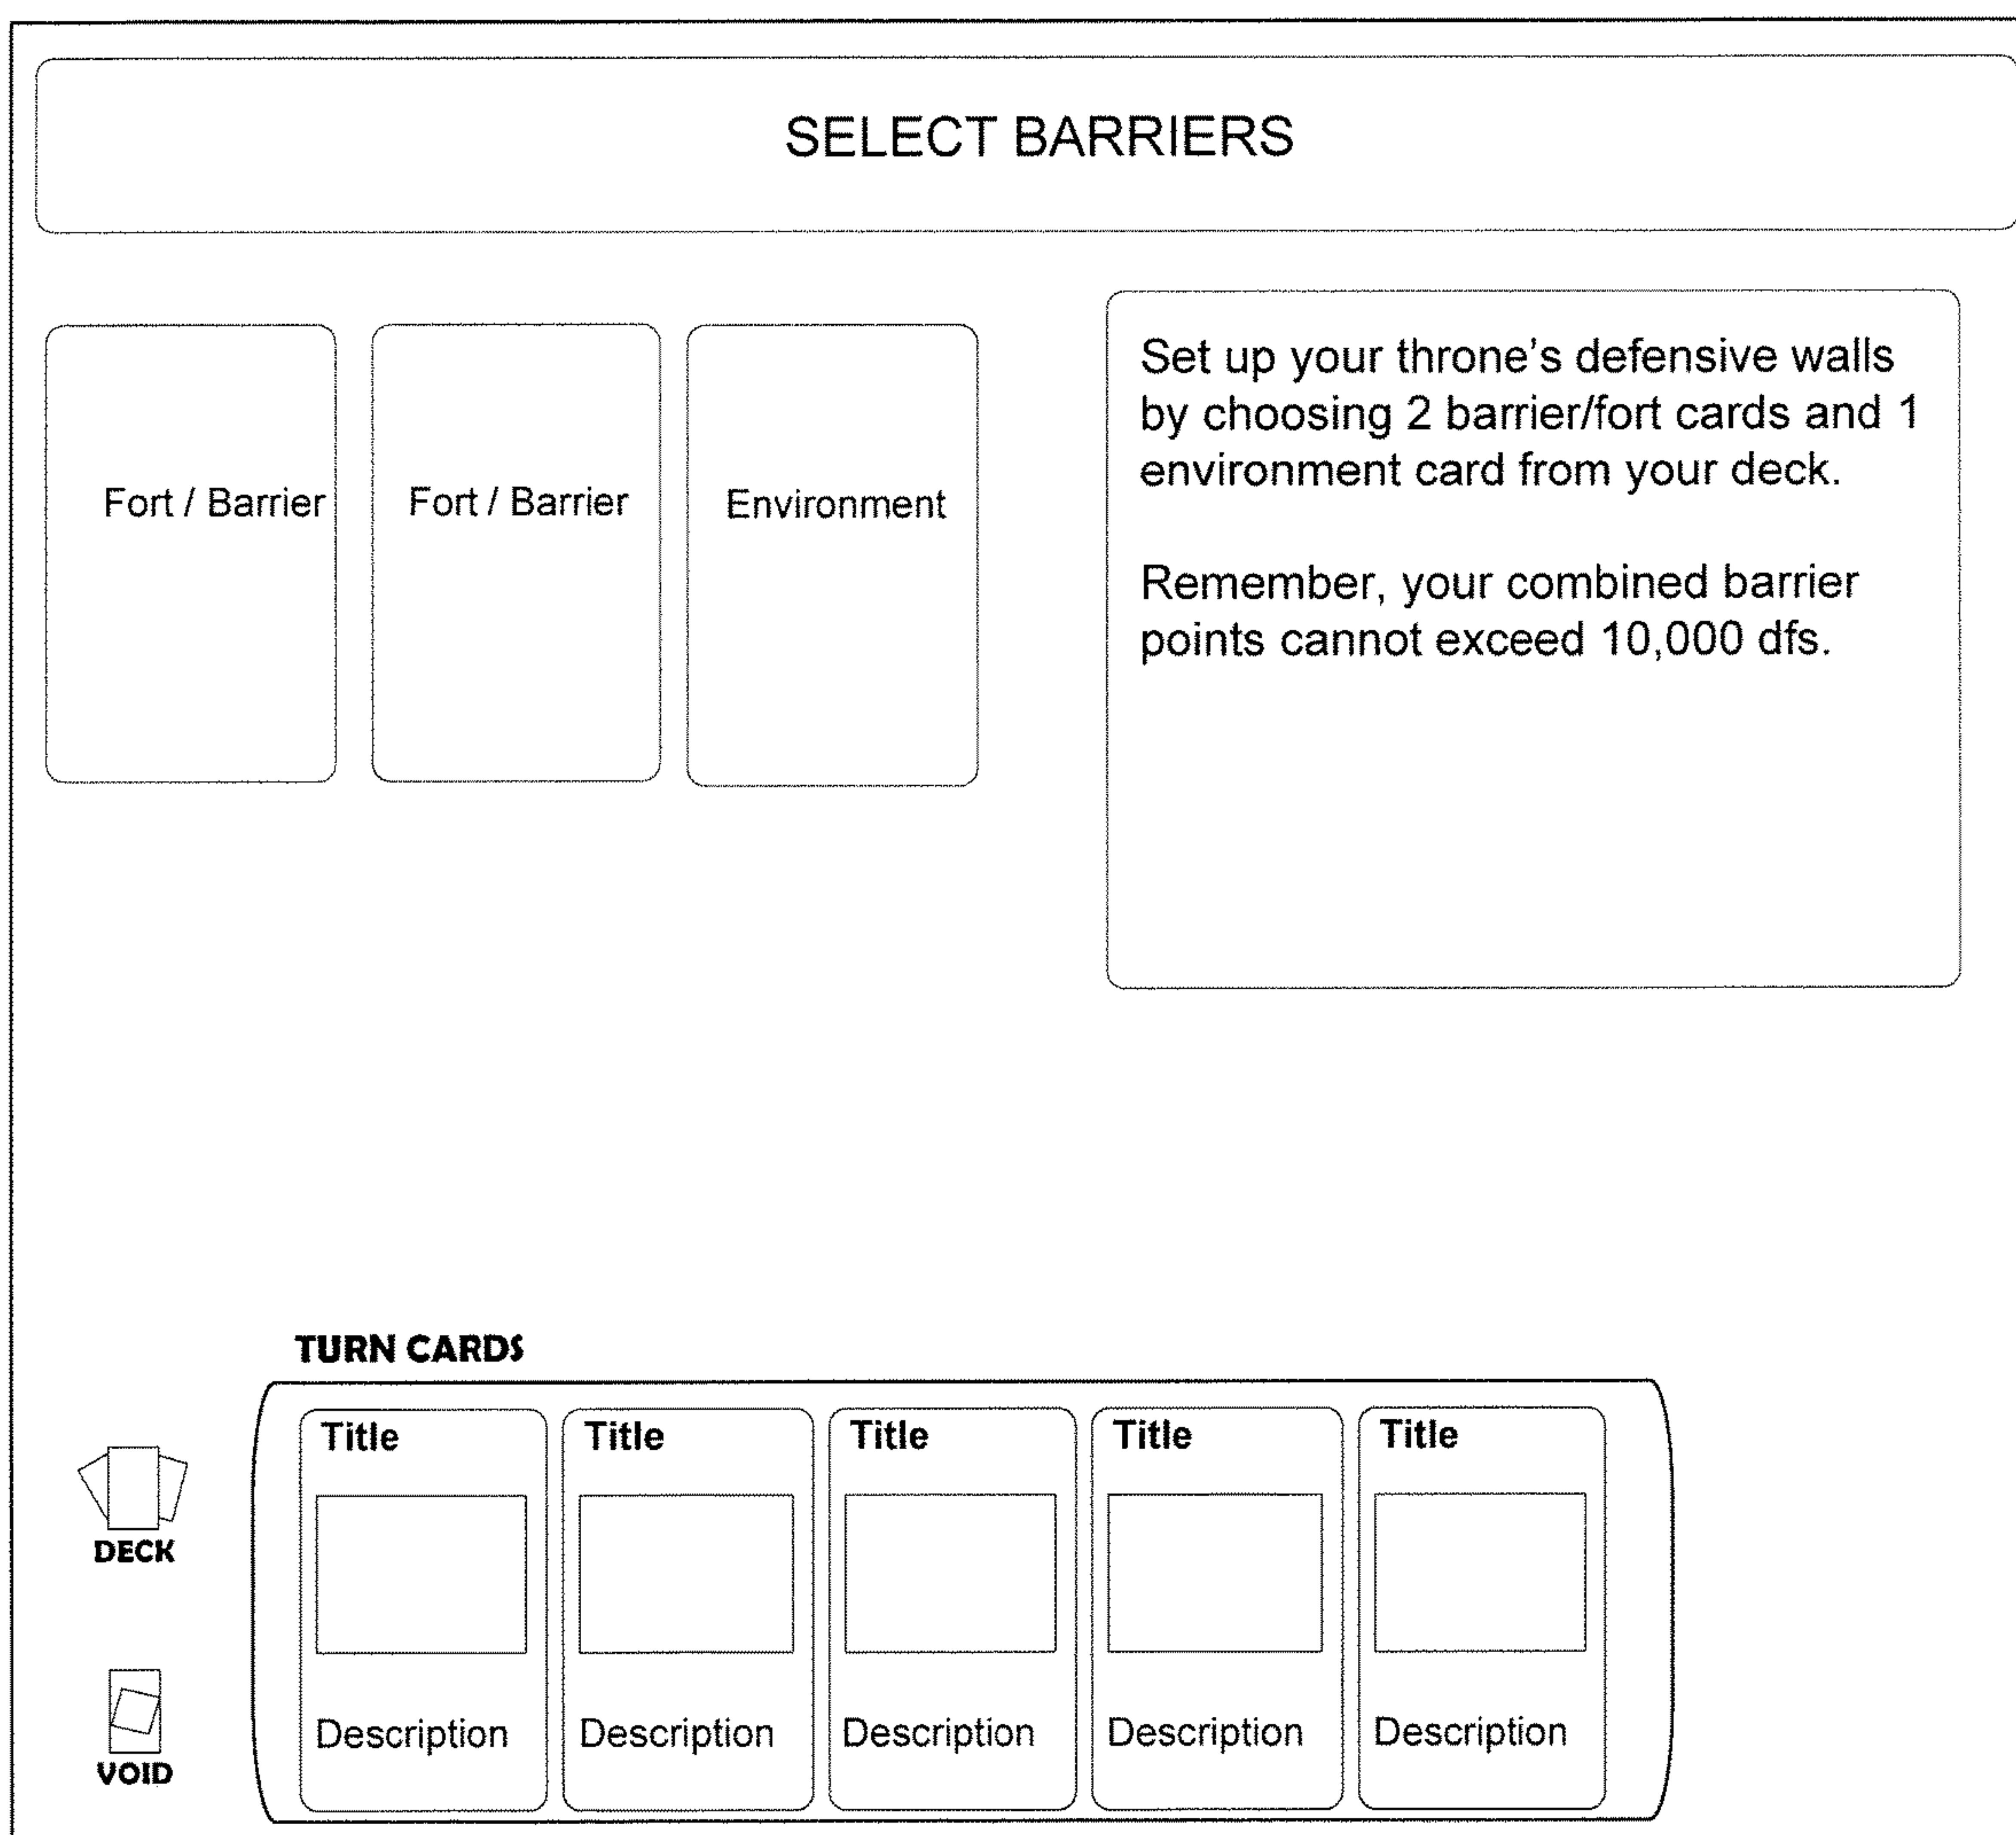 SELECT BARRIERS
Fort / Barrier
Fort / Barrier
Environment
Set up your throne’s defensive walls
by choosing 2 barrier/fort cards and 1
environment card from your deck.
Remember, your combined barrier
points cannot exceed 10,000 dfs.
TURN CARDS
DECK
VOID
Title
Description
Title
Description
Title
Description
Title
Description
Title
Description